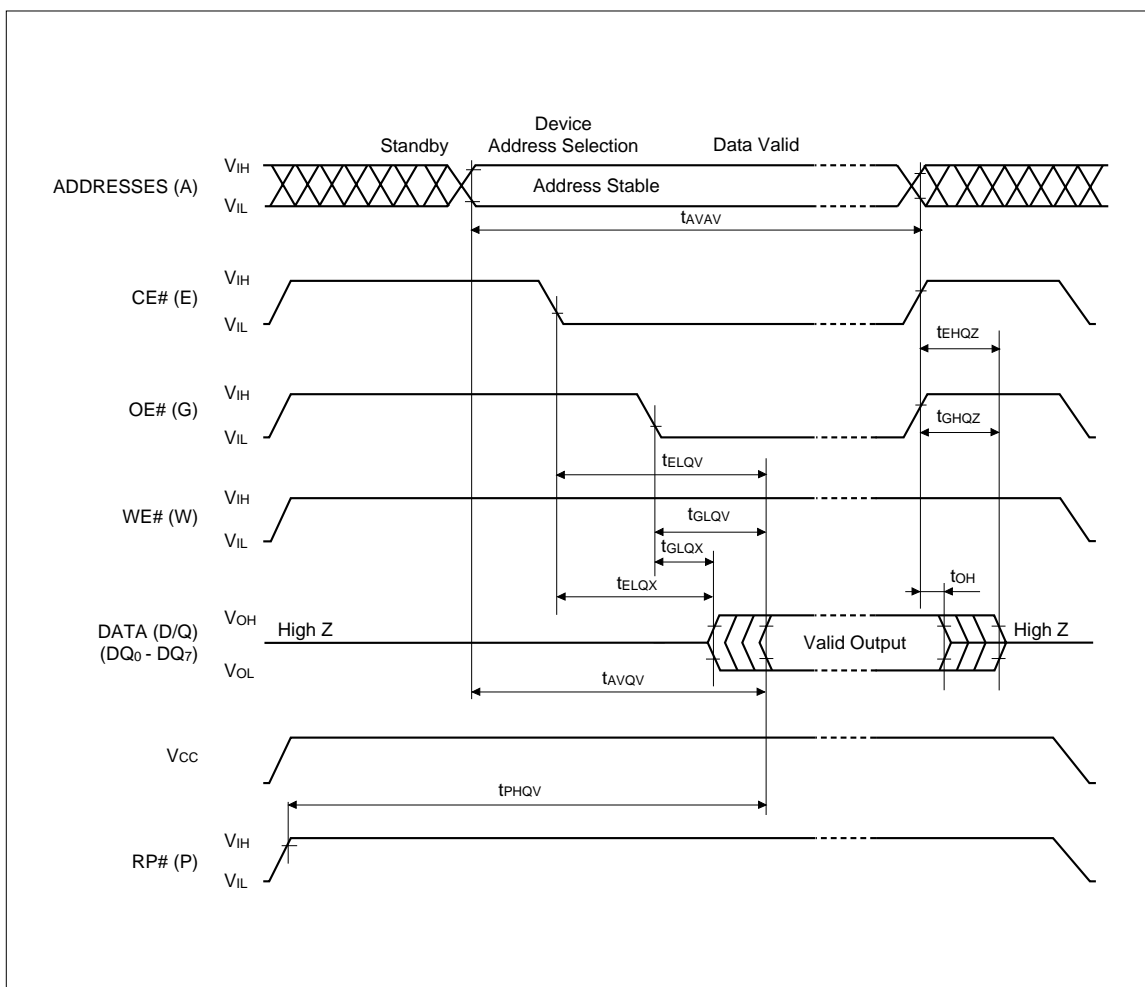 Device
Standby Address Selection Data Valid
VIH
ADDRESSES (A)
Address Stable
VIL
tAVAV
VIH
CE# (E)
VIL
tEHQZ
VIH
OE# (G)
tGHQZ
VIL
tELQV
VIH
WE# (W)
tGLQV
VIL
tGLQX
tELQX
tOH
VOH
High Z
DATA (D/Q)
Valid Output
High Z
(DQ0 - DQ7)
VOL
tAVQV
VCC
tPHQV
VIH
RP# (P)
VIL